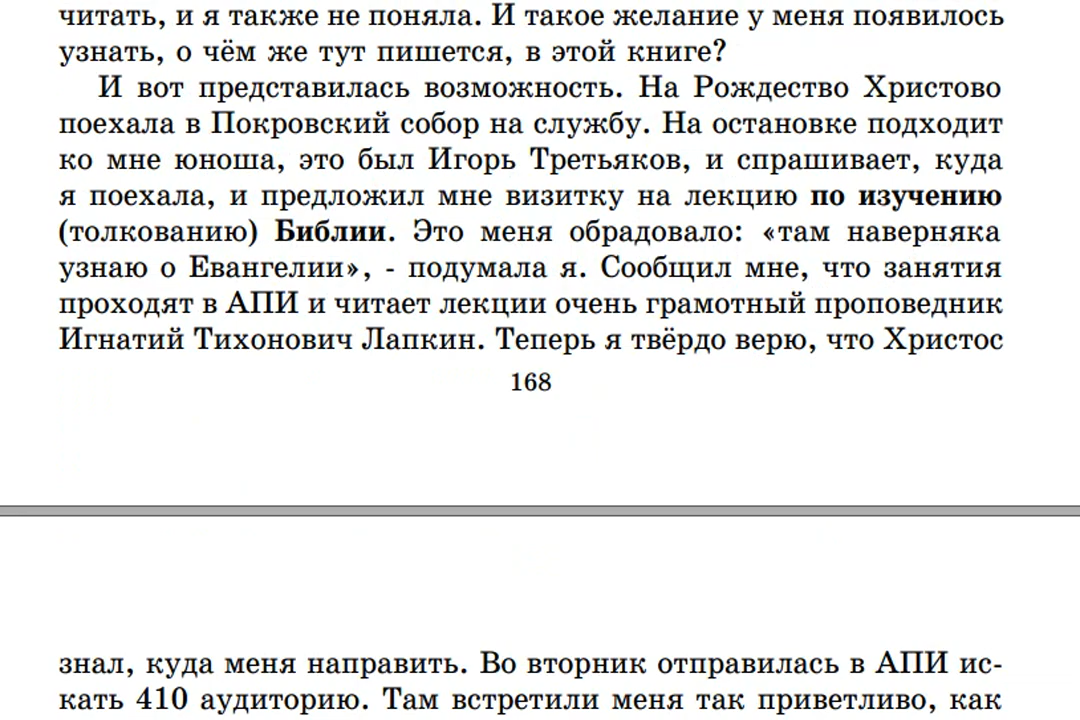 читать, и я также не поняла. И такое желание у меня появилось
узнать, о чём же тут пишется, в этой книге?
И вот представилась возможность. На Рождество Христово
поехала в Покровский собор на службу. На остановке подходит
ко мне юноша, это был Игорь Третьяков, и спрашивает, куда
я поехала, и предложил мне визитку на лекцию по изучению
(толкованию) Библии. Это меня обрадовало: «там наверняка
узнаю о Евангелии», - подумала я. Сообщил мне, что занятия
проходят в АПИ и читает лекции очень грамотный проповедник
Игнатий Тихонович Лапкин. Теперь я твёрдо верю, что Христос
168
знал, куда меня направить. Во вторник отправилась в АПИ ис-
кать 410 аудиторию. Там встретили меня так приветливо, как